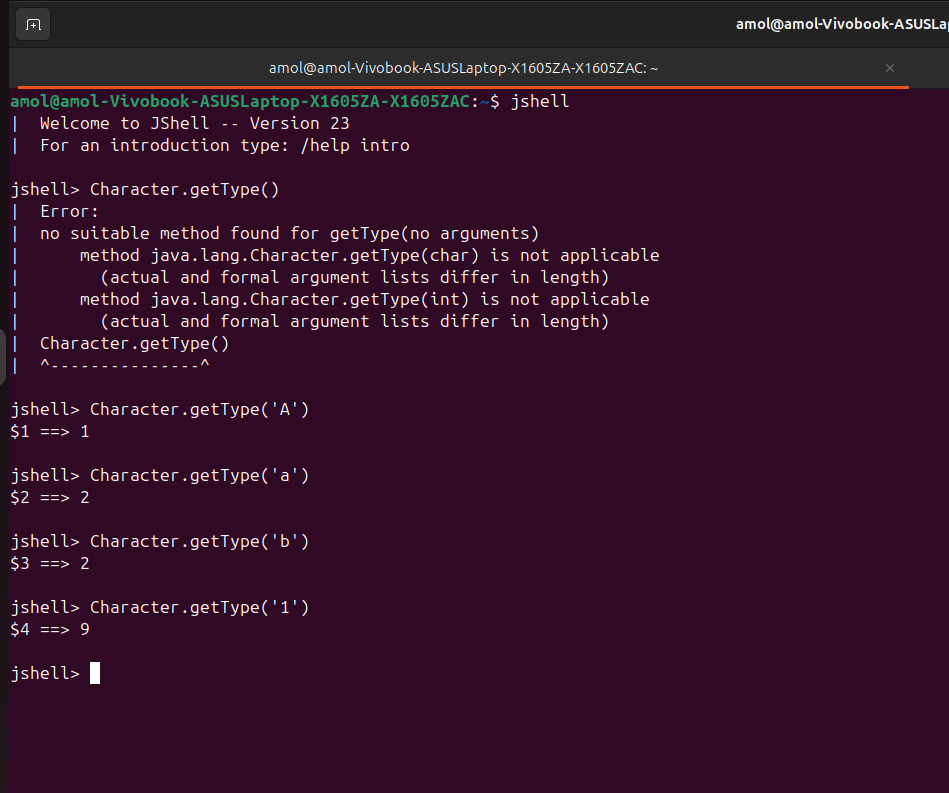 amol@amol-Vivobook-ASUSLa
amol@amol-Vivobook-ASUSLaptop-X1605ZA-X1605ZAC: ~ ×
amol@amol-Vivobook-ASUSLaptop-X1605ZA-X1605ZAC:~$ jshell
|  Welcome to JShell -- Version 23
|  For an introduction type: /help intro
jshell> Character.getType()
|  Error:
|  no suitable method found for getType(no arguments)
|      method java.lang.Character.getType(char) is not applicable
|        (actual and formal argument lists differ in length)
|      method java.lang.Character.getType(int) is not applicable
|        (actual and formal argument lists differ in length)
|  Character.getType()
|  ^---------------^
jshell> Character.getType('A')
$1 ==> 1
jshell> Character.getType('a')
$2 ==> 2
jshell> Character.getType('b')
$3 ==> 2
jshell> Character.getType('1')
$4 ==> 9
jshell>